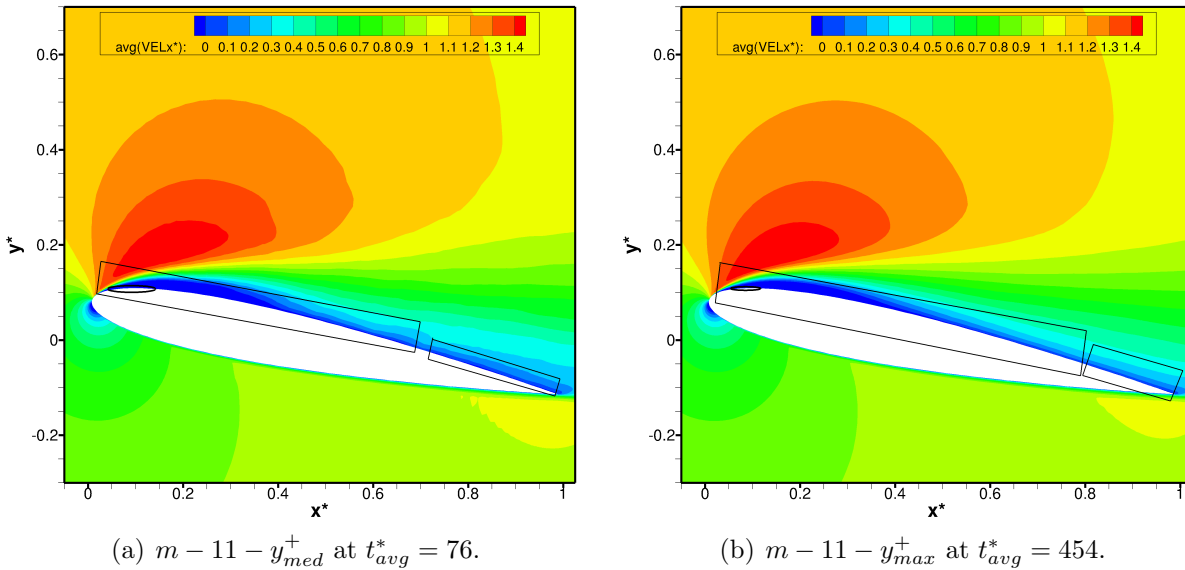 avg(VELx*): 0 0.1 0.2 0.3 0.4 0.5 0.6 0.7 0.8 0.9 1 1.1 1.2 1.3 1.4
0.6
0.4
0.2
0
-0.2
y*
0 0.2 0.4 0.6 0.8 1
x*
(a) m − 11 − y⁺med at t*avg = 76.
avg(VELx*): 0 0.1 0.2 0.3 0.4 0.5 0.6 0.7 0.8 0.9 1 1.1 1.2 1.3 1.4
0.6
0.4
0.2
0
-0.2
y*
0 0.2 0.4 0.6 0.8 1
x*
(b) m − 11 − y⁺max at t*avg = 454.